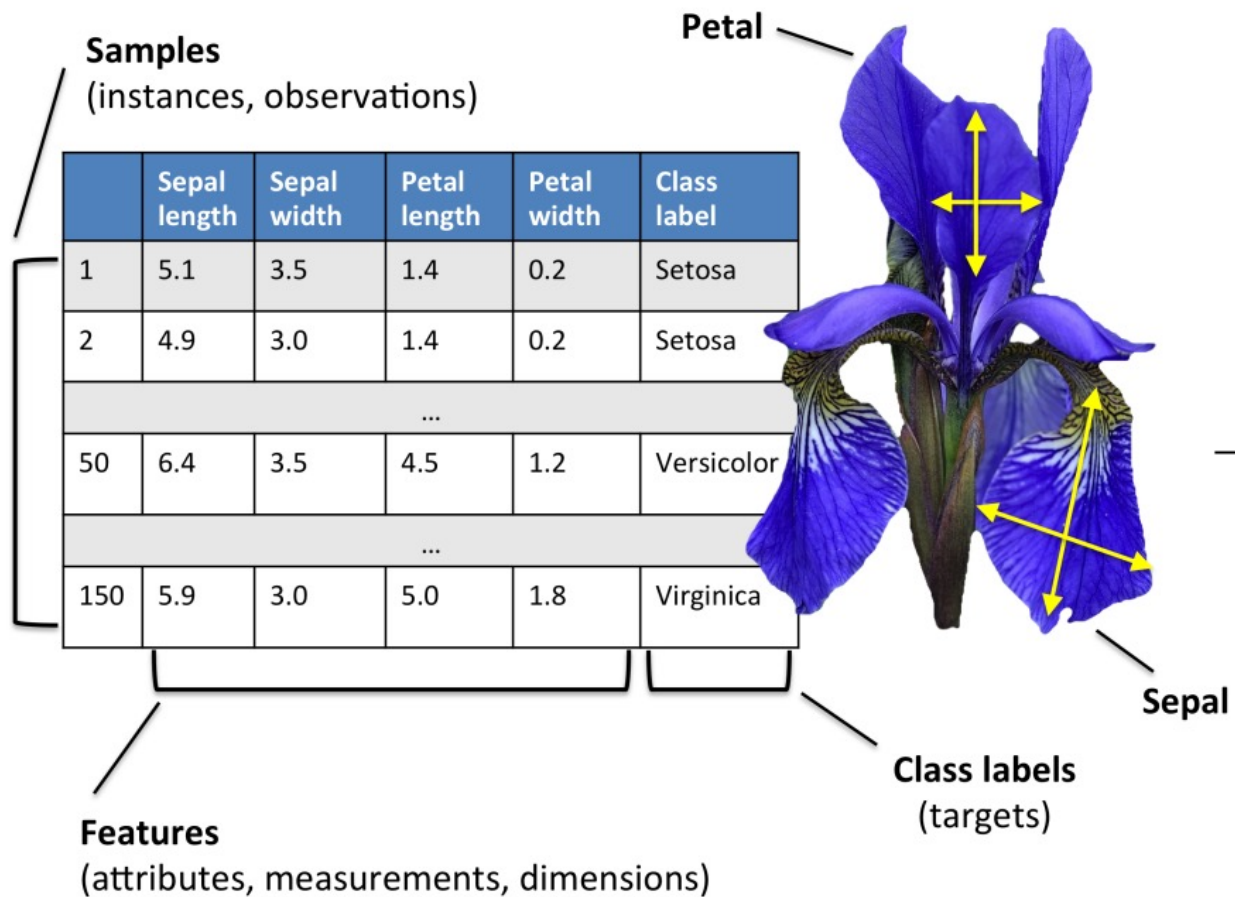 Samples
(instances, observations)
Petal
Sepal length Sepal width Petal length Petal width Class label
1 5.1 3.5 1.4 0.2 Setosa
2 4.9 3.0 1.4 0.2 Setosa
...
50 6.4 3.5 4.5 1.2 Versicolor
...
150 5.9 3.0 5.0 1.8 Virginica
Sepal
Class labels
(targets)
Features
(attributes, measurements, dimensions)